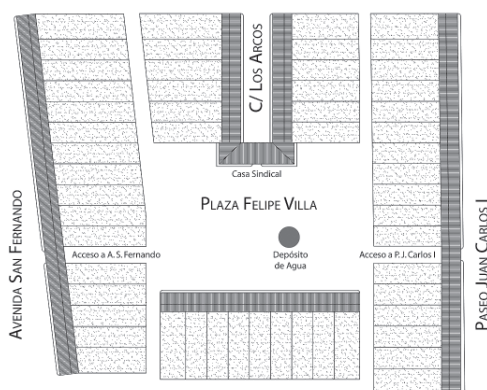 C/ LOS ARCOS
Casa Sindical
PLAZA FELIPE VILLA
AVENIDA SAN FERNANDO
Acceso a A. S. Fernando
Depósito
de Agua
Acceso a P. J. Carlos I
PASEO JUAN CARLOS I